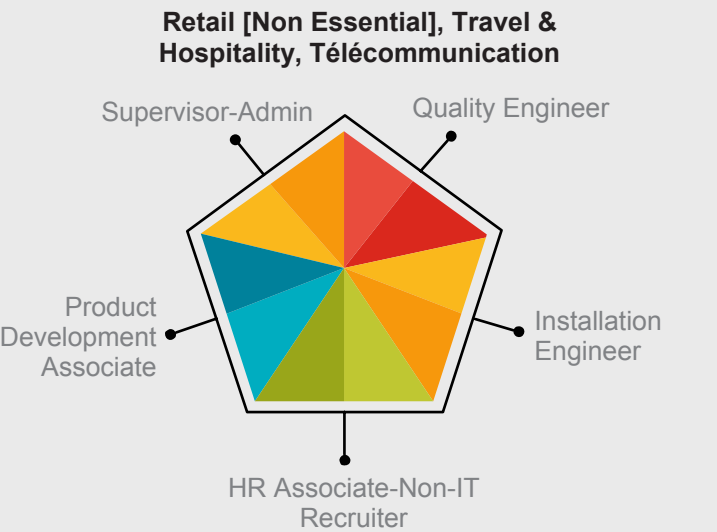 Retail [Non Essential], Travel &
Hospitality, Télécommunication
Supervisor-Admin
Quality Engineer
Product
Development
Associate
Installation
Engineer
HR Associate-Non-IT
Recruiter